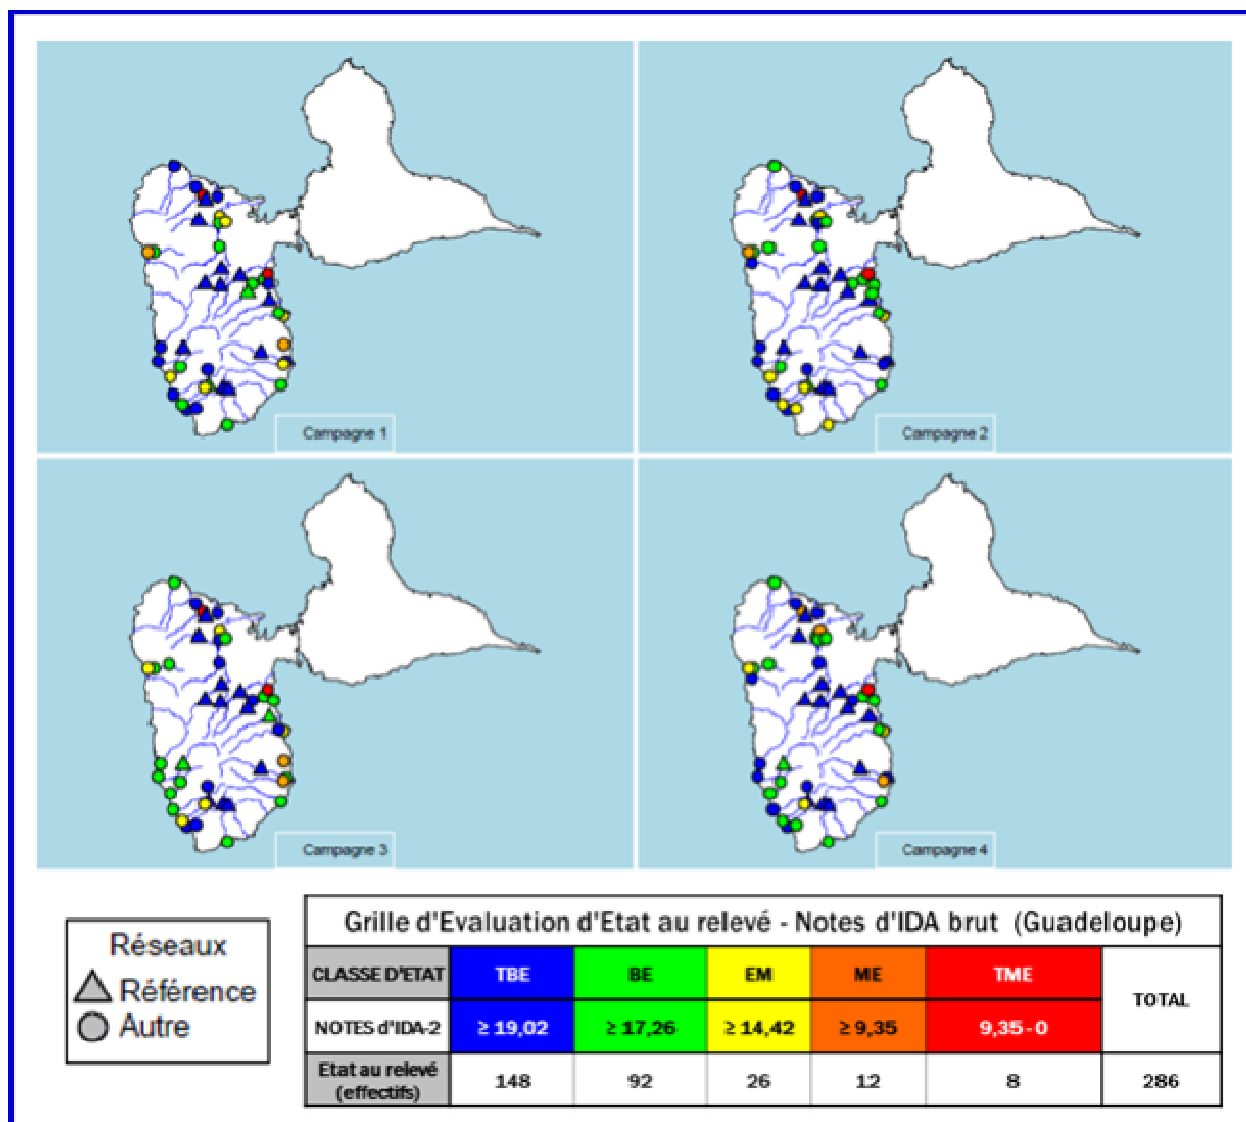 Campagne 1
Campagne 2
Campagne 3
Campagne 4
Réseaux
Référence
Autre
Grille d'Evaluation d'Etat au relevé - Notes d'IDA brut (Guadeloupe)
CLASSE D'ETAT TBE BE EM MIE TME TOTAL
NOTES d'IDA-2 ≥ 19,02 ≥ 17,26 ≥ 14,42 ≥ 9,35 9,35 - 0
Etat au relevé
(effectifs) 148 92 26 12 8 286